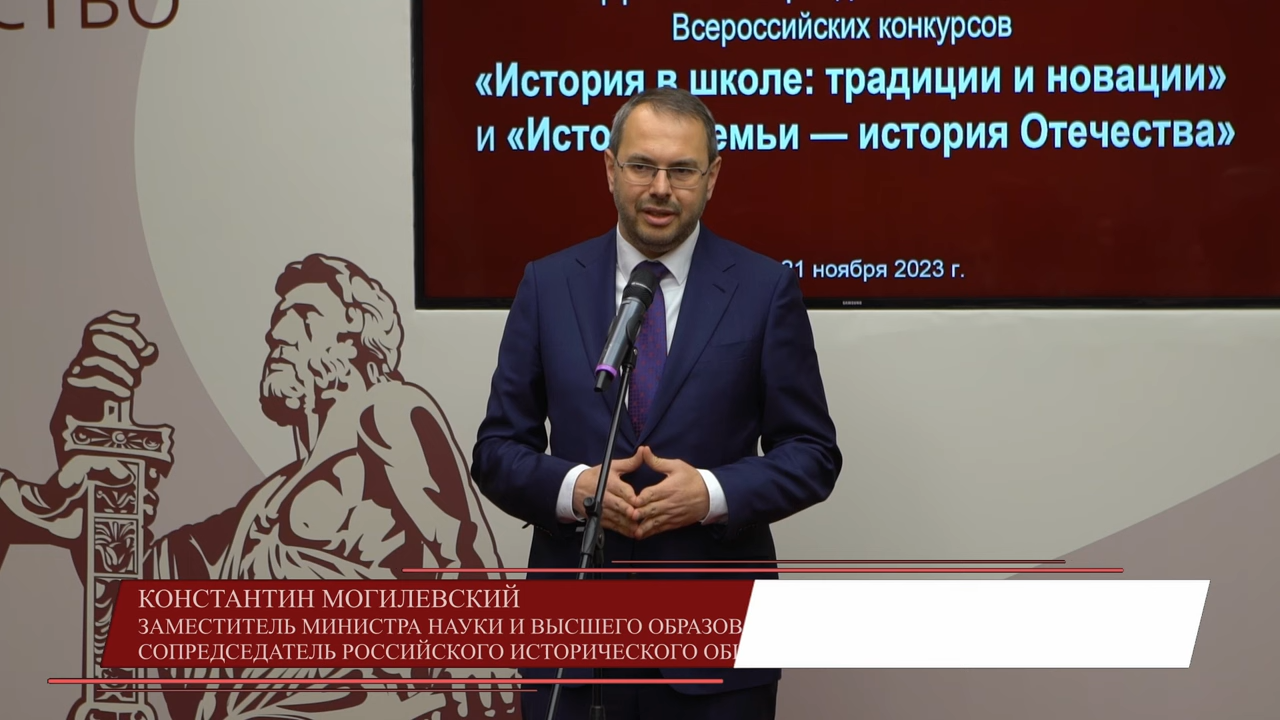 СТВО
Всероссийских конкурсов
«История в школе: традиции и новации»
и «Исто емьи — история Отечества»
21 ноября 2023 г.
SAMSUNG
КОНСТАНТИН МОГИЛЕВСКИЙ
ЗАМЕСТИТЕЛЬ МИНИСТРА НАУКИ И ВЫСШЕГО ОБРАЗОВ
СОПРЕДСЕДАТЕЛЬ РОССИЙСКОГО ИСТОРИЧЕСКОГО ОБ